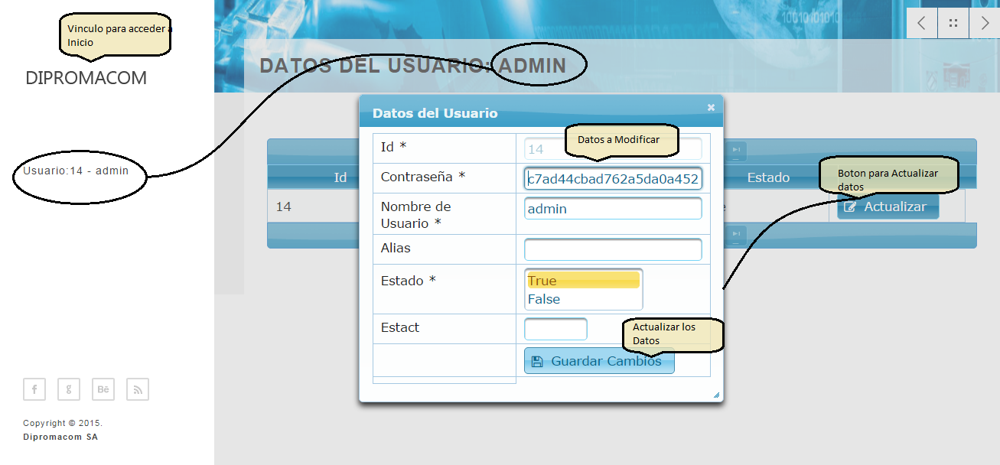 Vinculo para acceder a
Inicio
DIPROMACOM
DATOS DEL USUARIO: ADMIN
Usuario:14 - admin
Datos del Usuario
Id *
14
Datos a Modificar
Contraseña *
c7ad44cbad762a5da0a452
Nombre de
Usuario *
admin
Alias
Estado *
True
False
Estact
Actualizar los
Datos
Guardar Cambios
Id
Estado
14
Boton para Actualizar
datos
Actualizar
Copyright © 2015.
Dipromacom SA